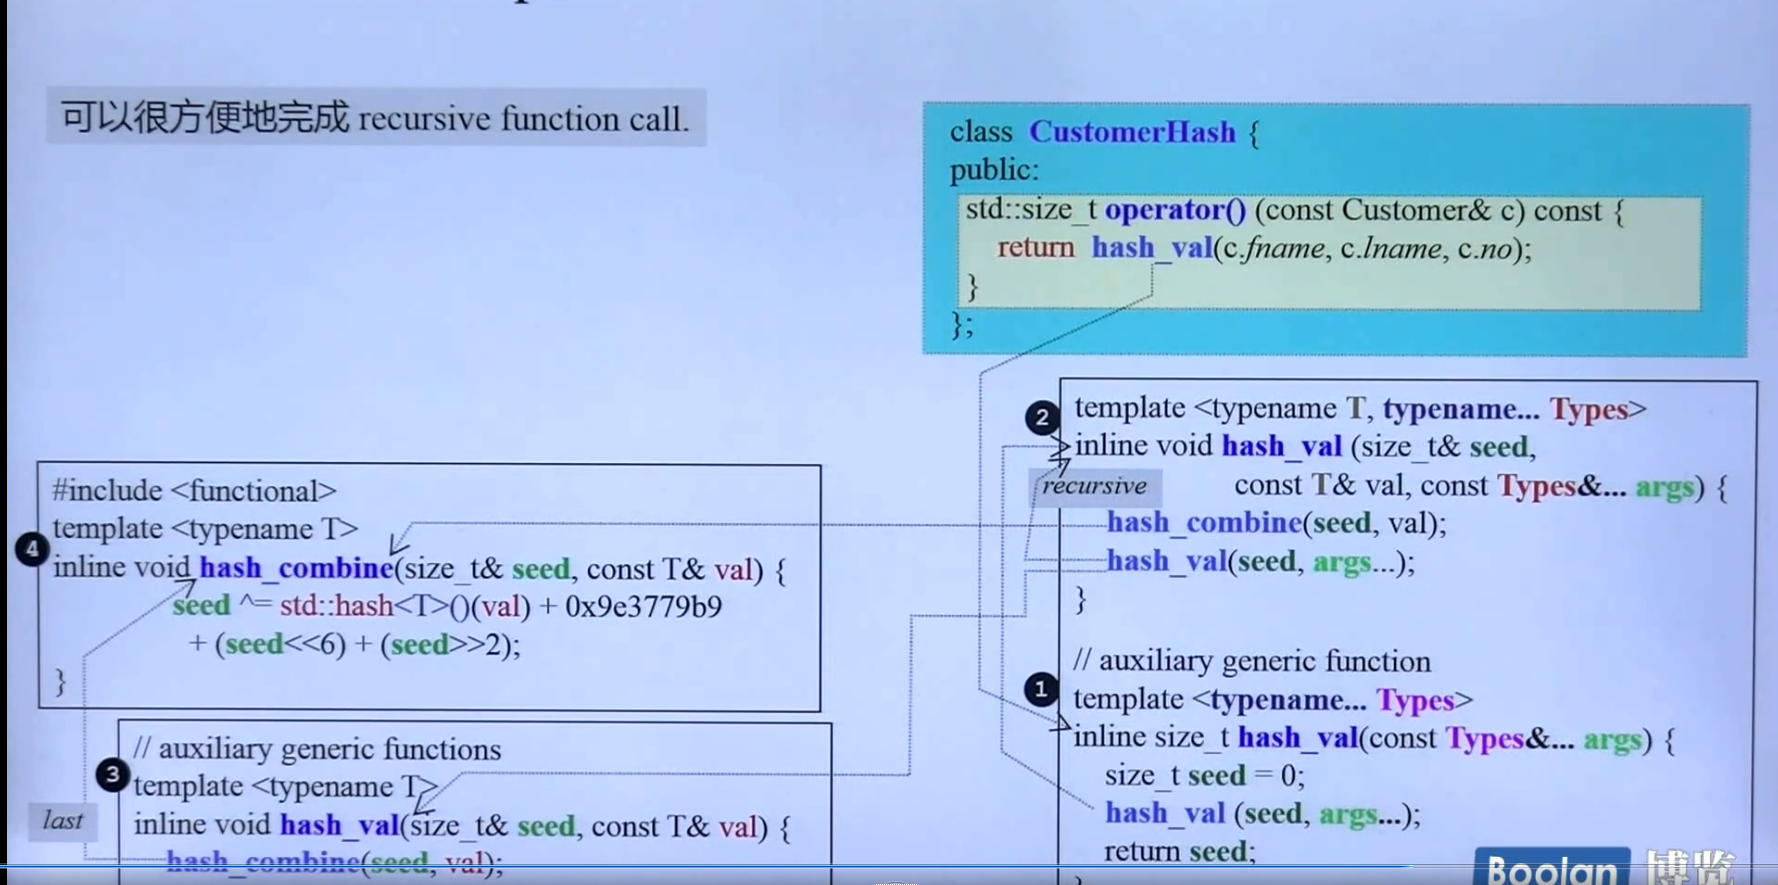 可以很方便地完成 recursive function call.
class CustomerHash {
public:
std::size_t operator() (const Customer& c) const {
return hash_val(c.fname, c.lname, c.no);
}
};
2
template <typename T, typename... Types>
inline void hash_val (size_t& seed,
recursive
const T& val, const Types&... args) {
hash_combine(seed, val);
hash_val(seed, args...);
}
// auxiliary generic function
1
template <typename... Types>
inline size_t hash_val(const Types&... args) {
size_t seed = 0;
hash_val (seed, args...);
return seed;
#include <functional>
template <typename T>
4
inline void hash_combine(size_t& seed, const T& val) {
seed ^= std::hash<T>()(val) + 0x9e3779b9
+ (seed<<6) + (seed>>2);
}
// auxiliary generic functions
3
template <typename T>
last
inline void hash_val(size_t& seed, const T& val) {
hash_combine(seed, val);
Boolan 博览